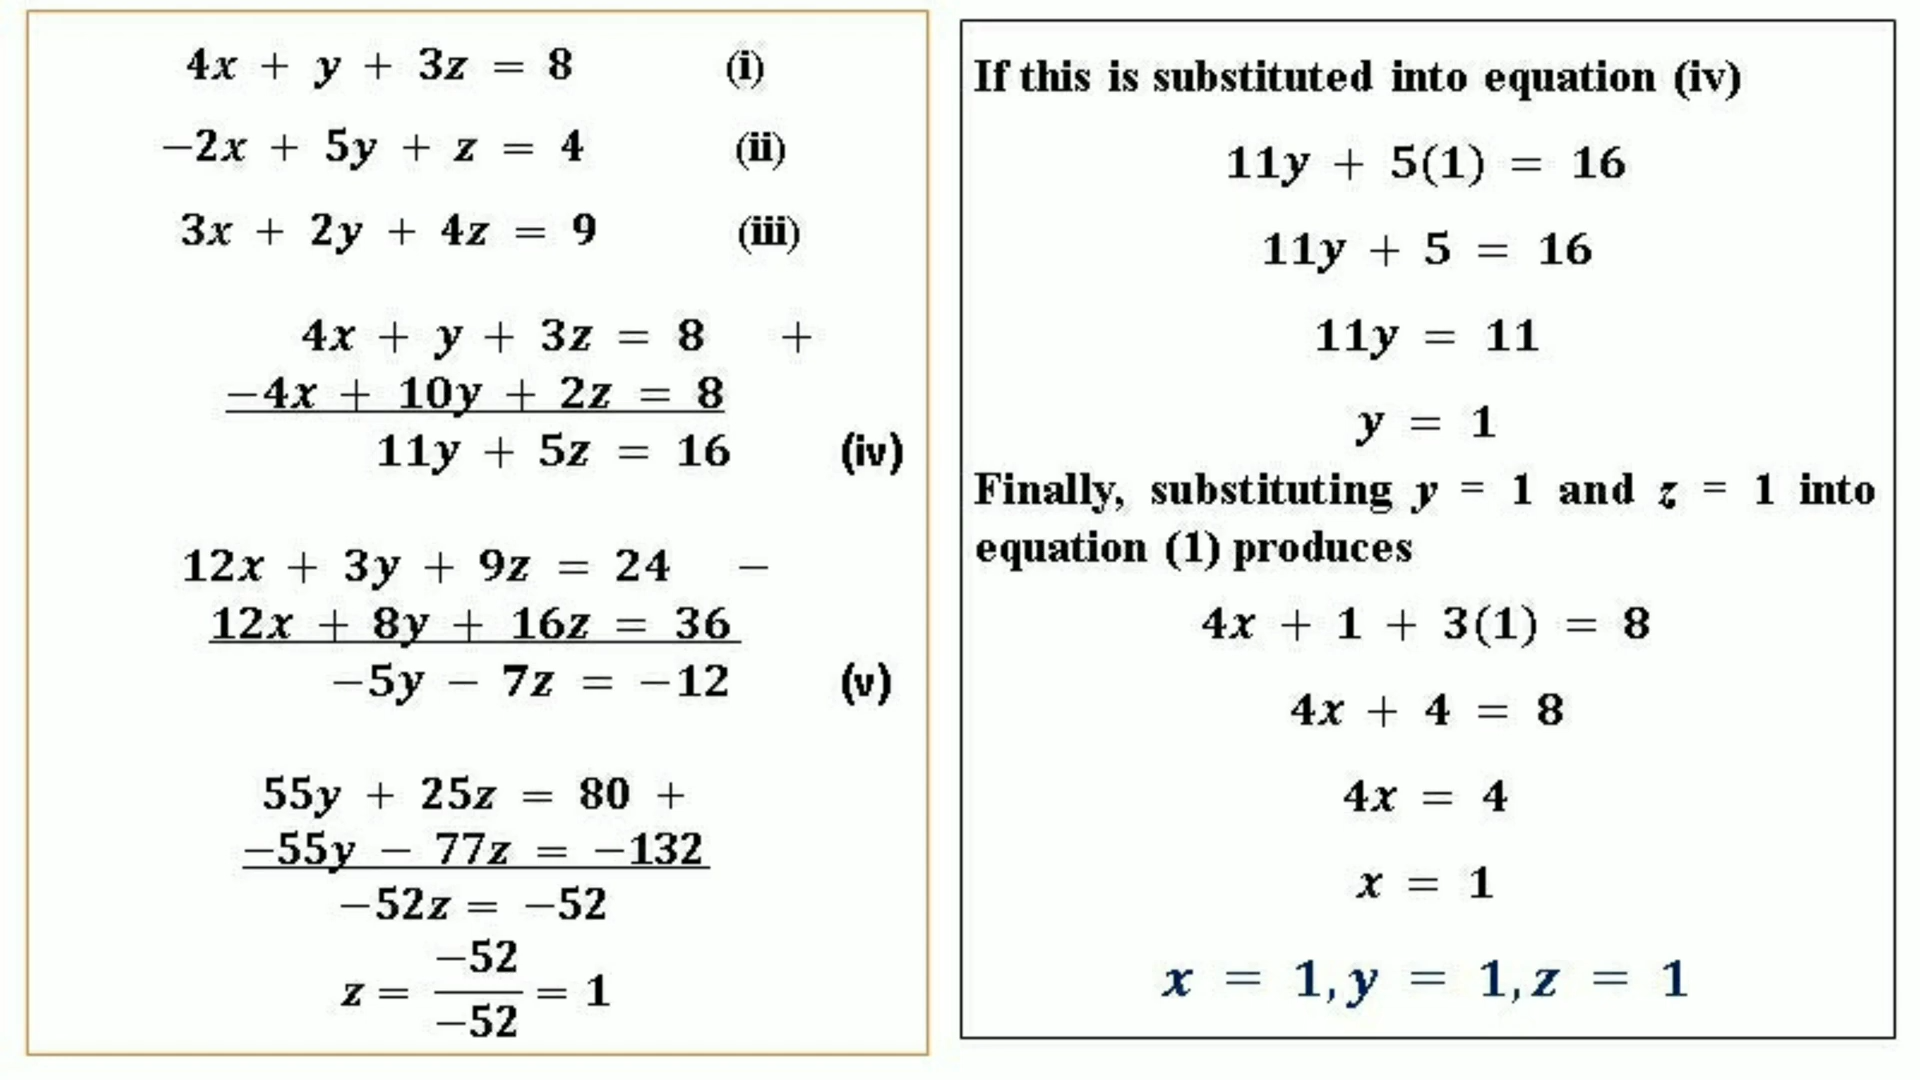 4x + y + 3z = 8 (i)
−2x + 5y + z = 4 (ii)
3x + 2y + 4z = 9 (iii)
4x + y + 3z = 8 +
−4x + 10y + 2z = 8
11y + 5z = 16 (iv)
12x + 3y + 9z = 24 −
12x + 8y + 16z = 36
−5y − 7z = −12 (v)
55y + 25z = 80 +
−55y − 77z = −132
−52z = −52
z = −52/−52 = 1
If this is substituted into equation (iv)
11y + 5(1) = 16
11y + 5 = 16
11y = 11
y = 1
Finally, substituting y = 1 and z = 1 into
equation (1) produces
4x + 1 + 3(1) = 8
4x + 4 = 8
4x = 4
x = 1
x = 1, y = 1, z = 1